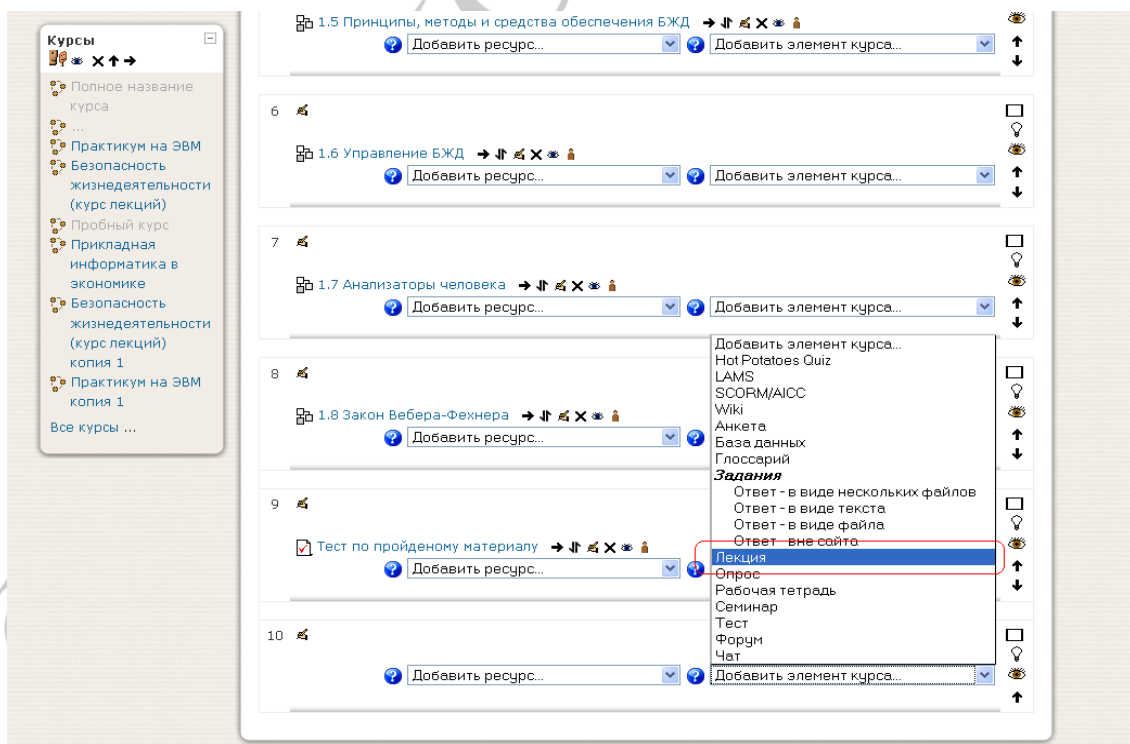 Курсы
Полное название
курса
...
Практикум на ЭВМ
Безопасность
жизнедеятельности
(курс лекций)
Пробный курс
Прикладная
информатика в
экономике
Безопасность
жизнедеятельности
(курс лекций)
копия 1
Практикум на ЭВМ
копия 1
Все курсы ...
1.5 Принципы, методы и средства обеспечения БЖД
Добавить ресурс... Добавить элемент курса...
6
1.6 Управление БЖД
Добавить ресурс... Добавить элемент курса...
7
1.7 Анализаторы человека
Добавить ресурс... Добавить элемент курса...
8
1.8 Закон Вебера-Фехнера
Добавить ресурс...
9
Тест по пройденому материалу
Добавить ресурс...
10
Добавить ресурс... Добавить элемент курса...
Добавить элемент курса...
Hot Potatoes Quiz
LAMS
SCORM/AICC
Wiki
Анкета
База данных
Глоссарий
Задания
Ответ - в виде нескольких файлов
Ответ - в виде текста
Ответ - в виде файла
Ответ - вне сайта
Лекция
Опрос
Рабочая тетрадь
Семинар
Тест
Форум
Чат